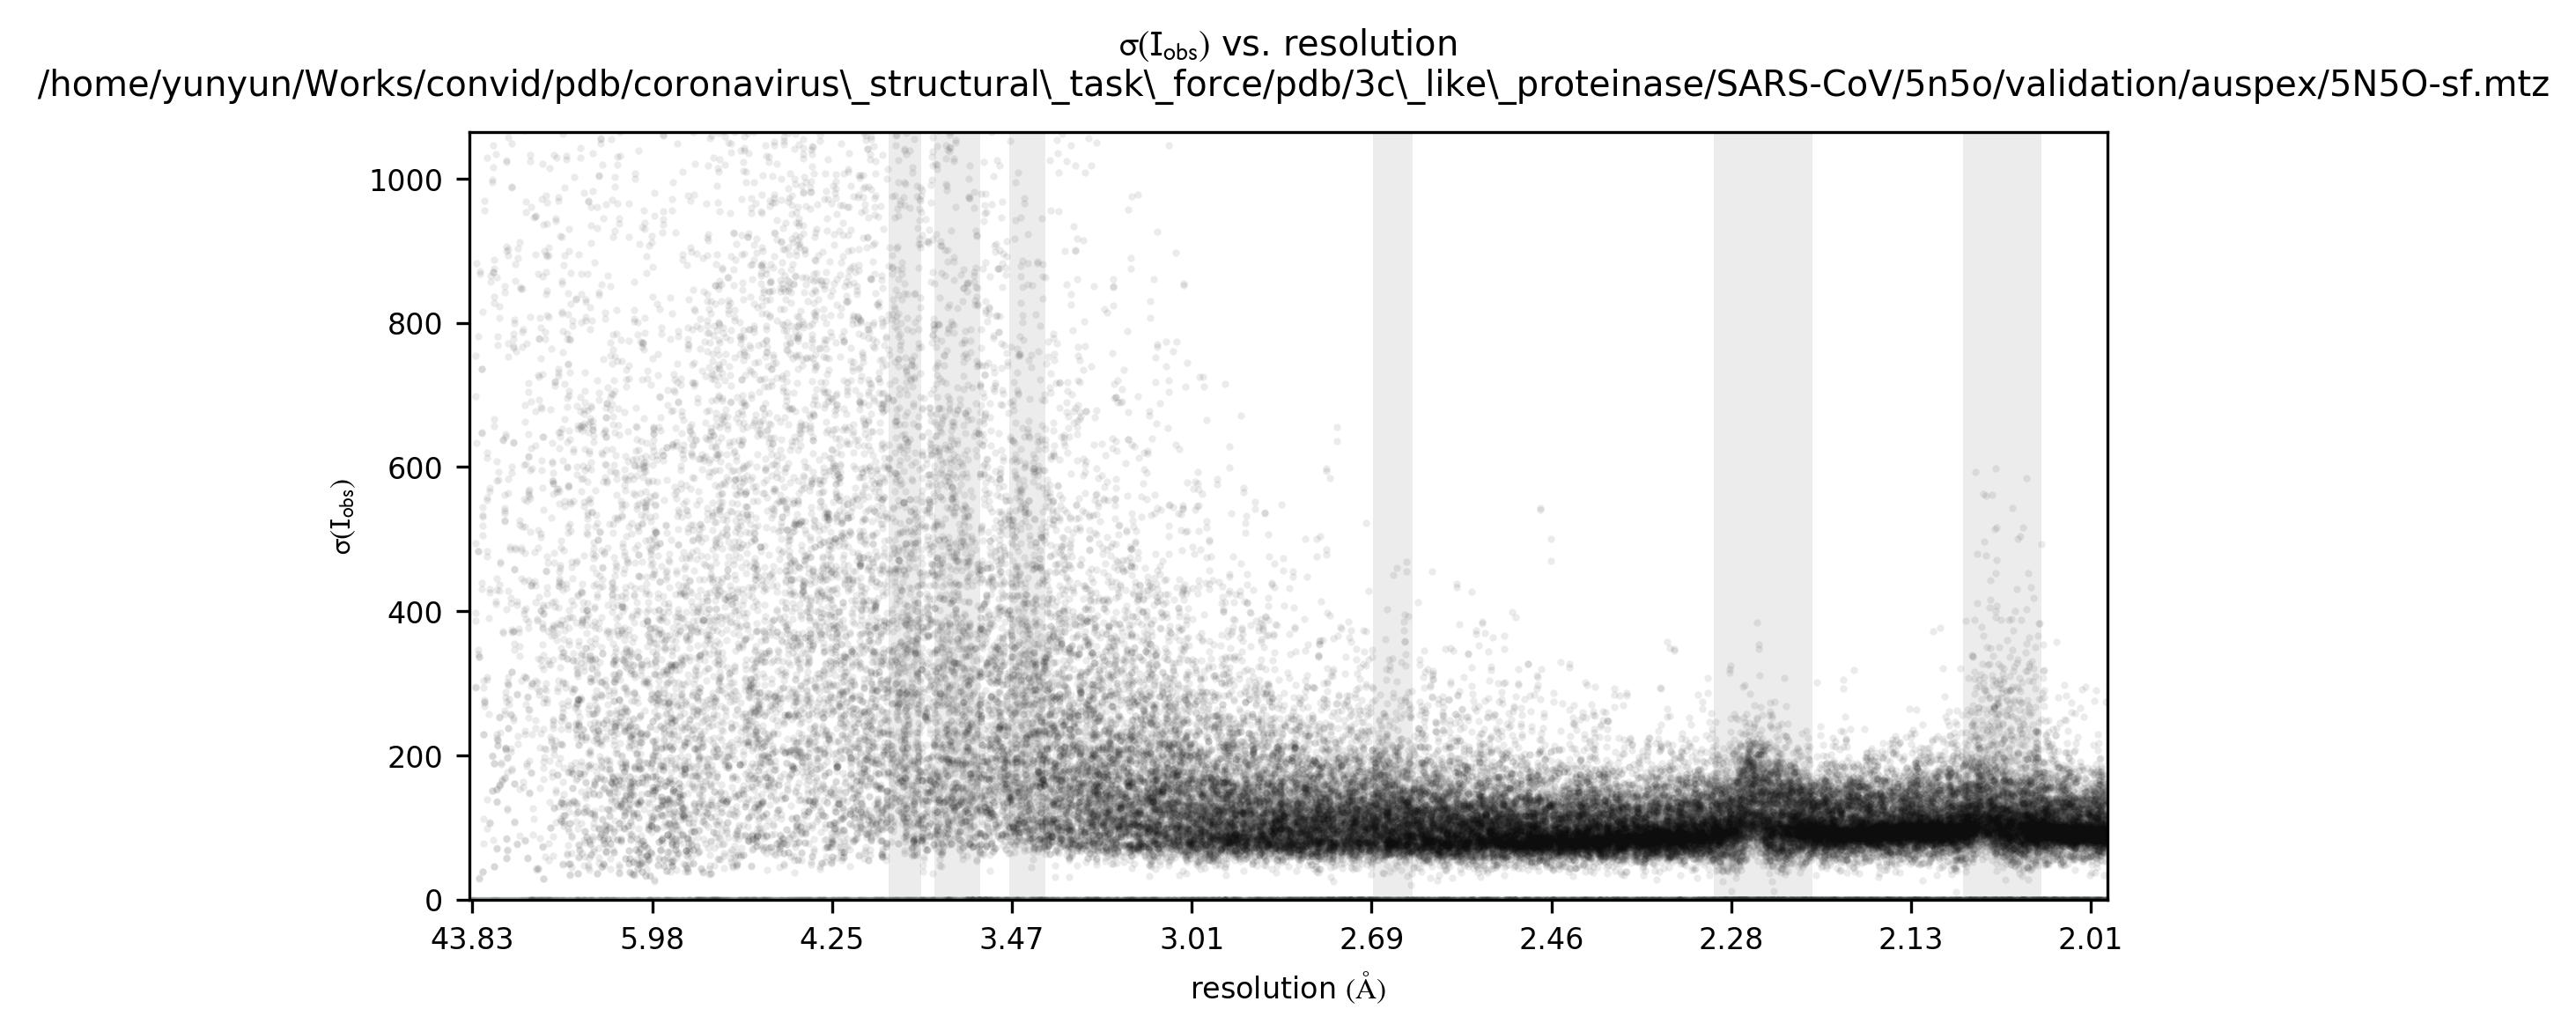 σ(I_obs) vs. resolution
/home/yunyun/Works/convid/pdb/coronavirus\_structural\_task\_force/pdb/3c\_like\_proteinase/SARS-CoV/5n5o/validation/auspex/5N5O-sf.mtz
1000
800
600
400
200
0
σ(I_obs)
43.83 5.98 4.25 3.47 3.01 2.69 2.46 2.28 2.13 2.01
resolution (Å)